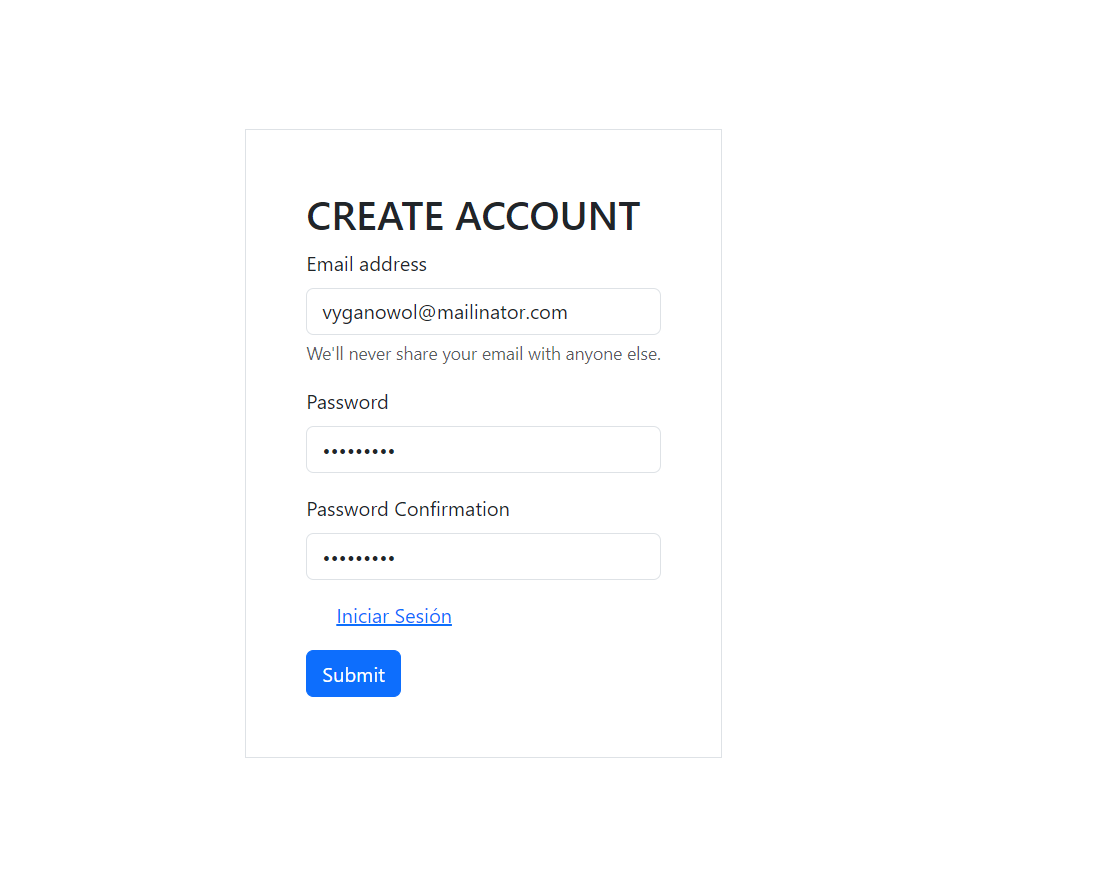 CREATE ACCOUNT
Email address
vyganowol@mailinator.com
We'll never share your email with anyone else.
Password
•••••••••
Password Confirmation
•••••••••
Iniciar Sesión
Submit